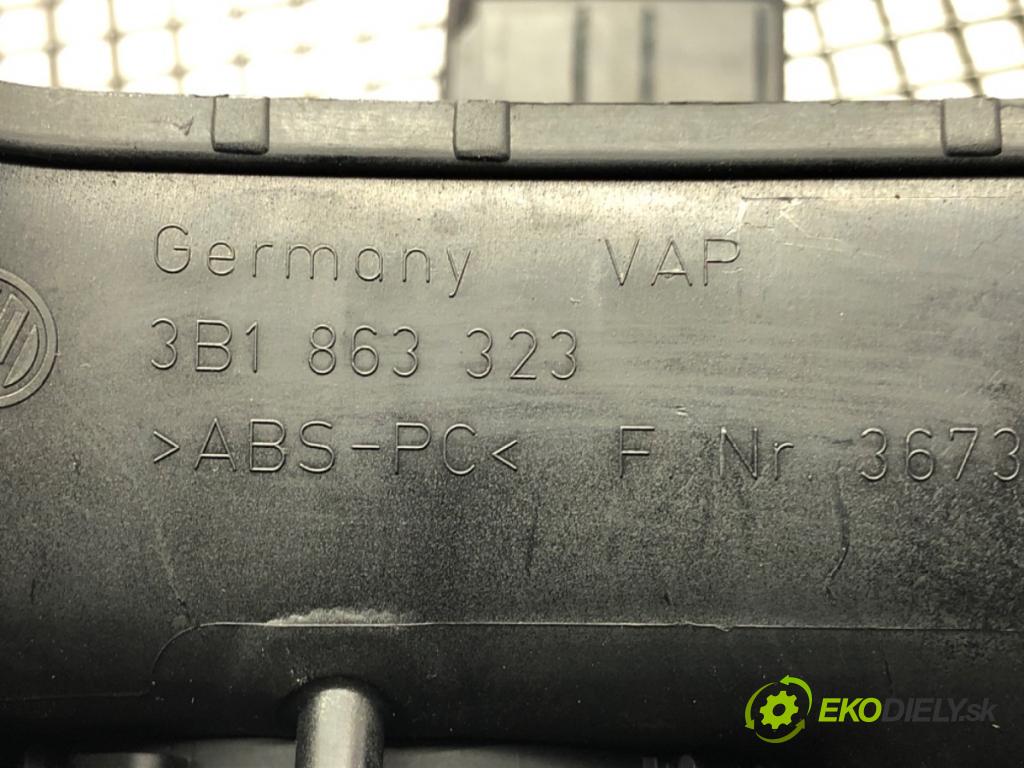 Germany VAP
3B1 863 323
>ABS-PC< F Nr 3673
EKODIELY.sk